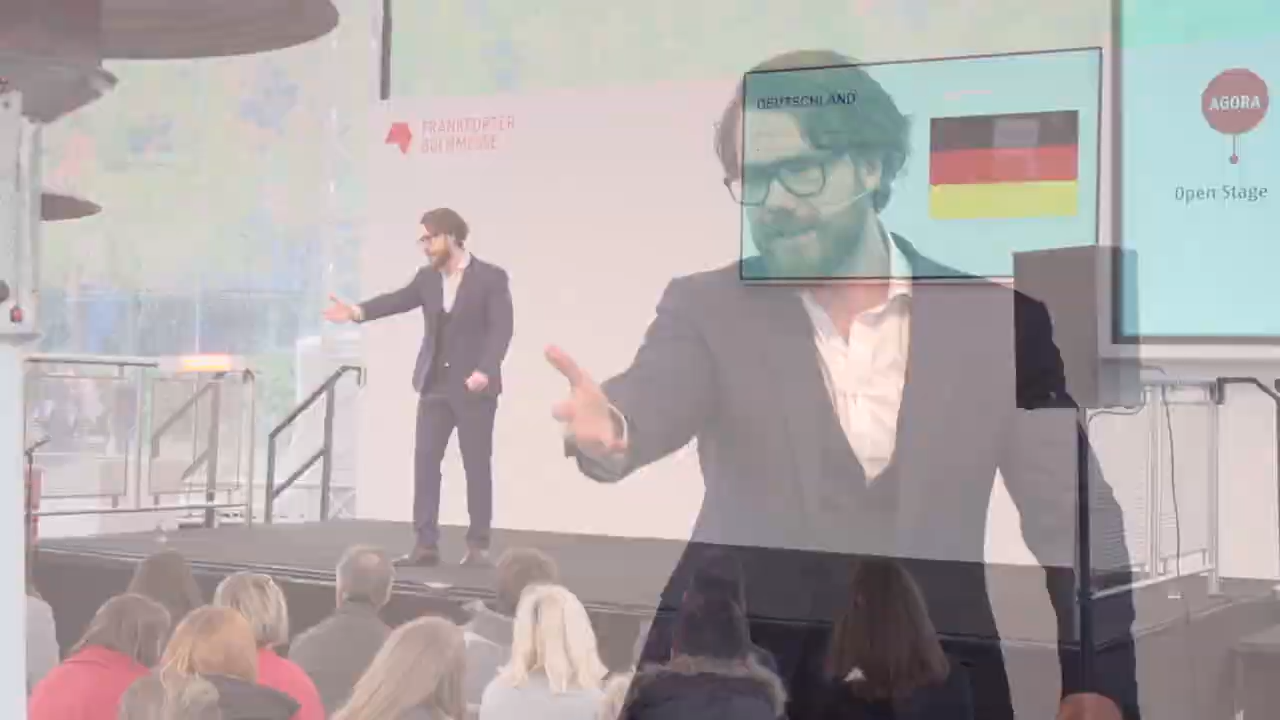 FRANKFURTER
BUCHMESSE
DEUTSCHLAND
AGORA
Open Stage